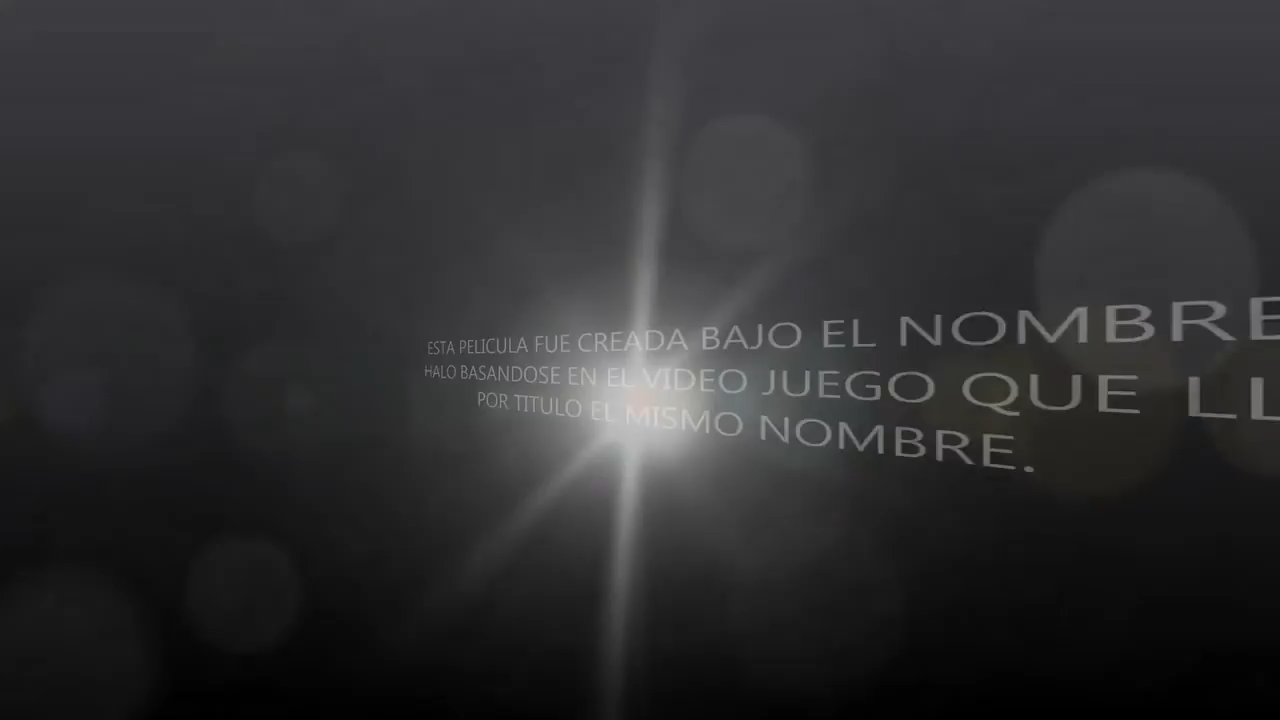 ESTA PELICULA FUE CREADA BAJO EL NOMBRE
HALO BASANDOSE EN EL VIDEO JUEGO QUE
POR TITULO EL MISMO NOMBRE.